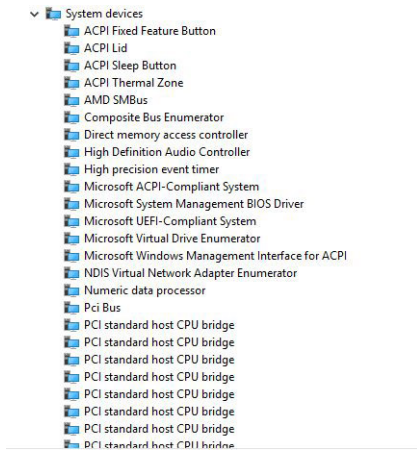 System devices
ACPI Fixed Feature Button
ACPI Lid
ACPI Sleep Button
ACPI Thermal Zone
AMD SMBus
Composite Bus Enumerator
Direct memory access controller
High Definition Audio Controller
High precision event timer
Microsoft ACPI-Compliant System
Microsoft System Management BIOS Driver
Microsoft UEFI-Compliant System
Microsoft Virtual Drive Enumerator
Microsoft Windows Management Interface for ACPI
NDIS Virtual Network Adapter Enumerator
Numeric data processor
Pci Bus
PCI standard host CPU bridge
PCI standard host CPU bridge
PCI standard host CPU bridge
PCI standard host CPU bridge
PCI standard host CPU bridge
PCI standard host CPU bridge
PCI standard host CPU bridge
PCI standard host CPU bridge